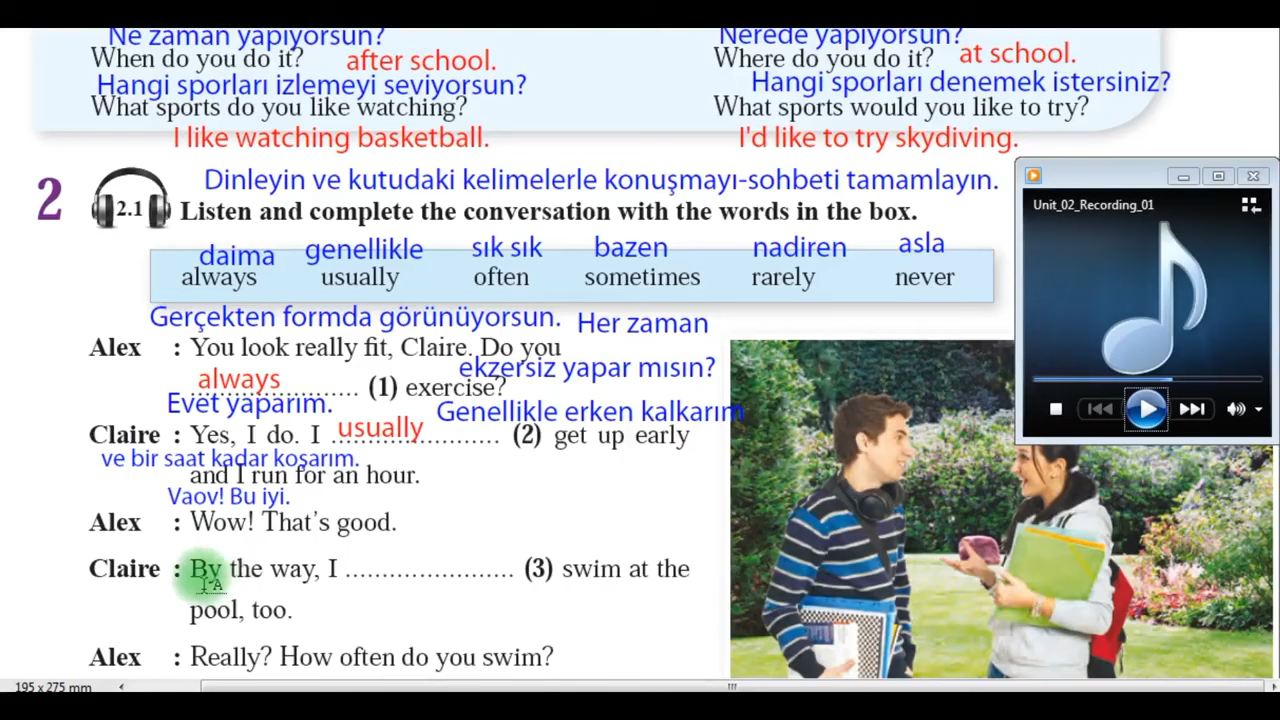 Ne zaman yapıyorsun?
Nerede yapıyorsun?
When do you do it? after school.
Where do you do it? at school.
Hangi sporları izlemeyi seviyorsun?
Hangi sporları denemek istersiniz?
What sports do you like watching?
What sports would you like to try?
I like watching basketball.
I'd like to try skydiving.
Dinleyin ve kutudaki kelimelerle konuşmayı-sohbeti tamamlayın.
2 2.1 Listen and complete the conversation with the words in the box.
daima genellikle sık sık bazen nadiren asla
always usually often sometimes rarely never
Gerçekten formda görünüyorsun. Her zaman
Alex : You look really fit, Claire. Do you
ekzersiz yapar mısın?
always (1) exercise?
Evet yaparım. Genellikle erken kalkarım
Claire : Yes, I do. I usually (2) get up early
ve bir saat kadar koşarım.
and I run for an hour.
Vaov! Bu iyi.
Alex : Wow! That's good.
Claire : By the way, I ........................ (3) swim at the
pool, too.
Alex : Really? How often do you swim?
Unit_02_Recording_01
195 x 275 mm